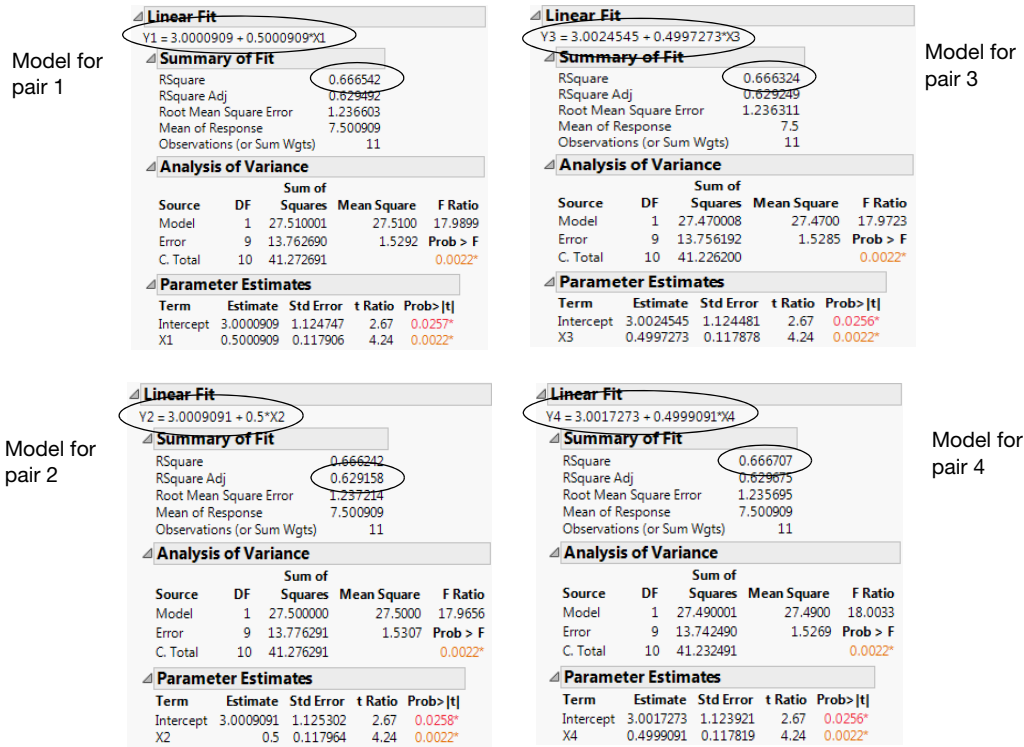 Model for
pair 1
Linear Fit
Y1 = 3.0000909 + 0.5000909*X1
Summary of Fit
RSquare 0.666542
RSquare Adj 0.629492
Root Mean Square Error 1.236603
Mean of Response 7.500909
Observations (or Sum Wgts) 11
Analysis of Variance
Sum of
Source DF Squares Mean Square F Ratio
Model 1 27.510001 27.5100 17.9899
Error 9 13.762690 1.5292 Prob > F
C. Total 10 41.272691 0.0022*
Parameter Estimates
Term Estimate Std Error t Ratio Prob>|t|
Intercept 3.0000909 1.124747 2.67 0.0257*
X1 0.5000909 0.117906 4.24 0.0022*
Model for
pair 3
Linear Fit
Y3 = 3.0024545 + 0.4997273*X3
Summary of Fit
RSquare 0.666324
RSquare Adj 0.629249
Root Mean Square Error 1.236311
Mean of Response 7.5
Observations (or Sum Wgts) 11
Analysis of Variance
Sum of
Source DF Squares Mean Square F Ratio
Model 1 27.470008 27.4700 17.9723
Error 9 13.756192 1.5285 Prob > F
C. Total 10 41.226200 0.0022*
Parameter Estimates
Term Estimate Std Error t Ratio Prob>|t|
Intercept 3.0024545 1.124481 2.67 0.0256*
X3 0.4997273 0.117878 4.24 0.0022*
Model for
pair 2
Linear Fit
Y2 = 3.0009091 + 0.5*X2
Summary of Fit
RSquare 0.666242
RSquare Adj 0.629158
Root Mean Square Error 1.237214
Mean of Response 7.500909
Observations (or Sum Wgts) 11
Analysis of Variance
Sum of
Source DF Squares Mean Square F Ratio
Model 1 27.500000 27.5000 17.9656
Error 9 13.776291 1.5307 Prob > F
C. Total 10 41.276291 0.0022*
Parameter Estimates
Term Estimate Std Error t Ratio Prob>|t|
Intercept 3.0009091 1.125302 2.67 0.0258*
X2 0.5 0.117964 4.24 0.0022*
Model for
pair 4
Linear Fit
Y4 = 3.0017273 + 0.4999091*X4
Summary of Fit
RSquare 0.666707
RSquare Adj 0.629675
Root Mean Square Error 1.235695
Mean of Response 7.500909
Observations (or Sum Wgts) 11
Analysis of Variance
Sum of
Source DF Squares Mean Square F Ratio
Model 1 27.490001 27.4900 18.0033
Error 9 13.742490 1.5269 Prob > F
C. Total 10 41.232491 0.0022*
Parameter Estimates
Term Estimate Std Error t Ratio Prob>|t|
Intercept 3.0017273 1.123921 2.67 0.0256*
X4 0.4999091 0.117819 4.24 0.0022*